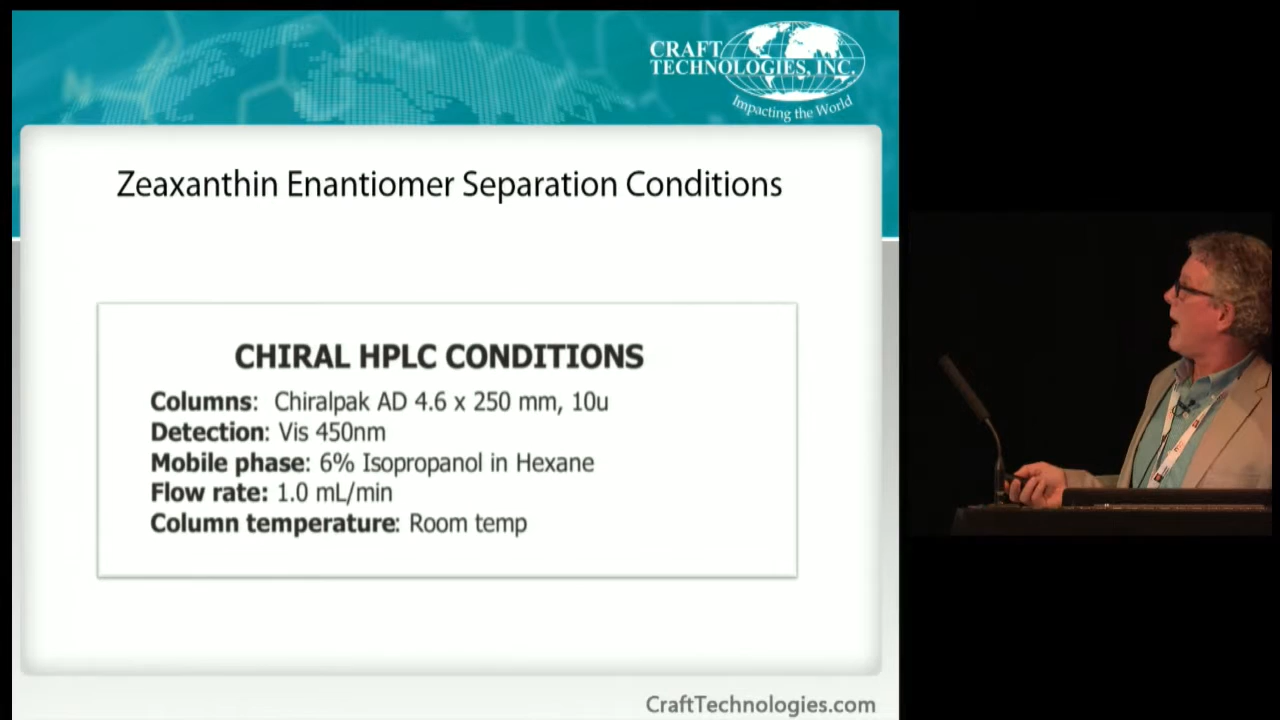 CRAFT
TECHNOLOGIES, INC.
Impacting the World
Zeaxanthin Enantiomer Separation Conditions
CHIRAL HPLC CONDITIONS
Columns: Chiralpak AD 4.6 x 250 mm, 10u
Detection: Vis 450nm
Mobile phase: 6% Isopropanol in Hexane
Flow rate: 1.0 mL/min
Column temperature: Room temp
CraftTechnologies.com